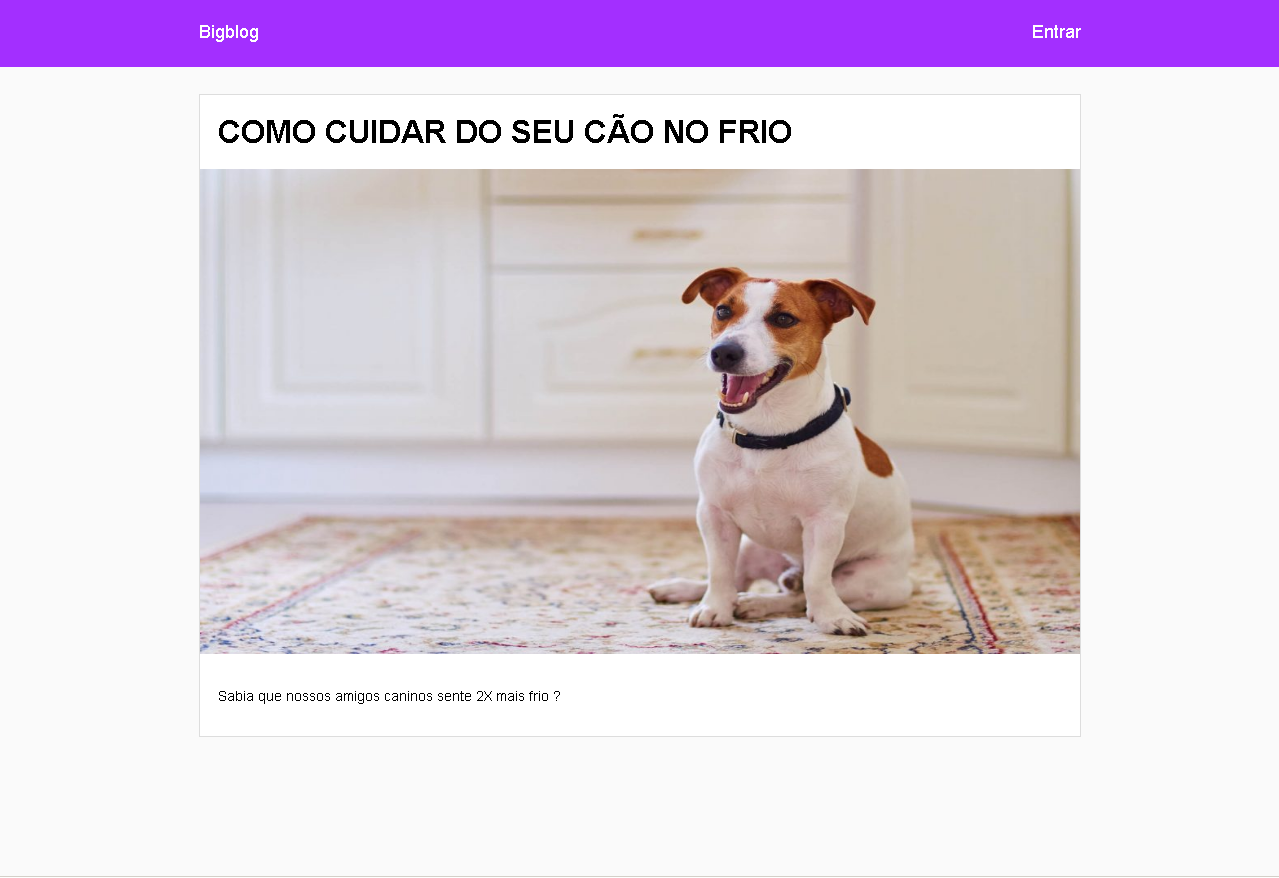 Bigblog
Entrar
COMO CUIDAR DO SEU CÃO NO FRIO
Sabia que nossos amigos caninos sente 2X mais frio ?